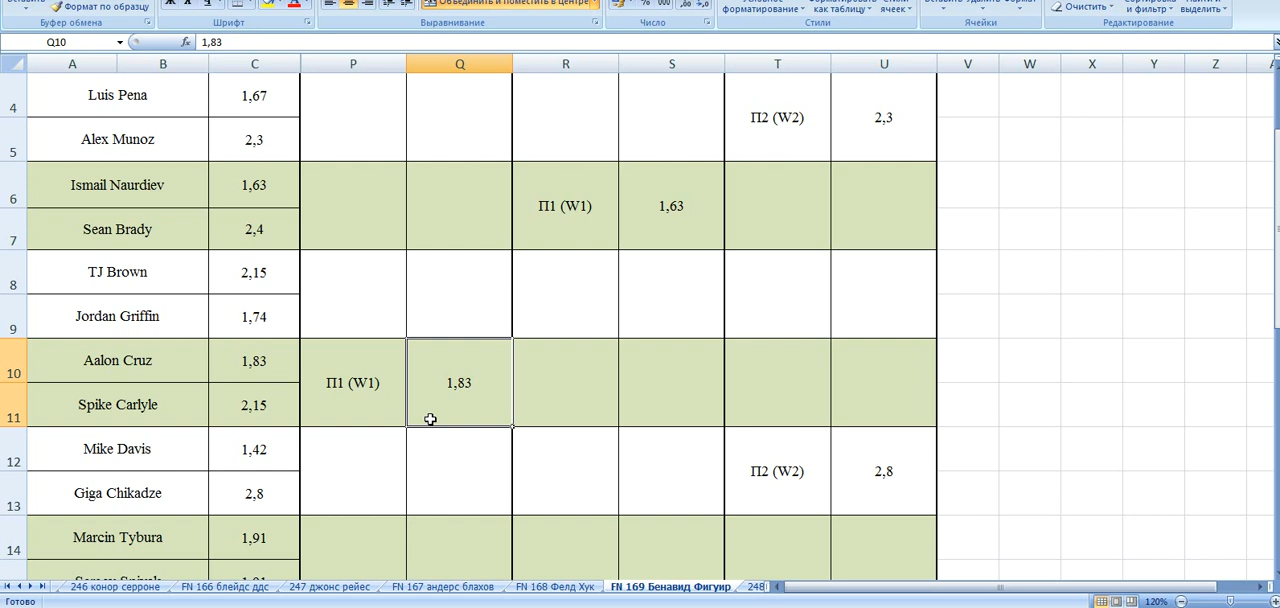 Формат по образцу
Объединить и поместить в центре
форматирование как таблицу стили ячеек
Очистить и фильтр выделить
Буфер обмена Шрифт Выравнивание Число Стили Ячейки Редактирование
Q10 fx 1,83
A B C P Q R S T U V W X Y Z
4 Luis Pena 1,67 П2 (W2) 2,3
5 Alex Munoz 2,3
6 Ismail Naurdiev 1,63 П1 (W1) 1,63
7 Sean Brady 2,4
8 TJ Brown 2,15
9 Jordan Griffin 1,74
10 Aalon Cruz 1,83 П1 (W1) 1,83
11 Spike Carlyle 2,15
12 Mike Davis 1,42 П2 (W2) 2,8
13 Giga Chikadze 2,8
14 Marcin Tybura 1,91
246 конор серроне FN 166 блейдс ддс 247 джонс рейес FN 167 андерс блахов FN 168 Фелд Хук FN 169 Бенавид Фигуир 248
Готово 120%